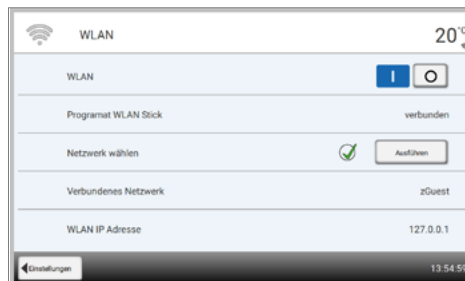 WLAN 20°C
WLAN I O
Programat WLAN Stick verbunden
Netzwerk wählen Ausführen
Verbundenes Netzwerk zGuest
WLAN IP Adresse 127.0.0.1
Einstellungen 13:54:59